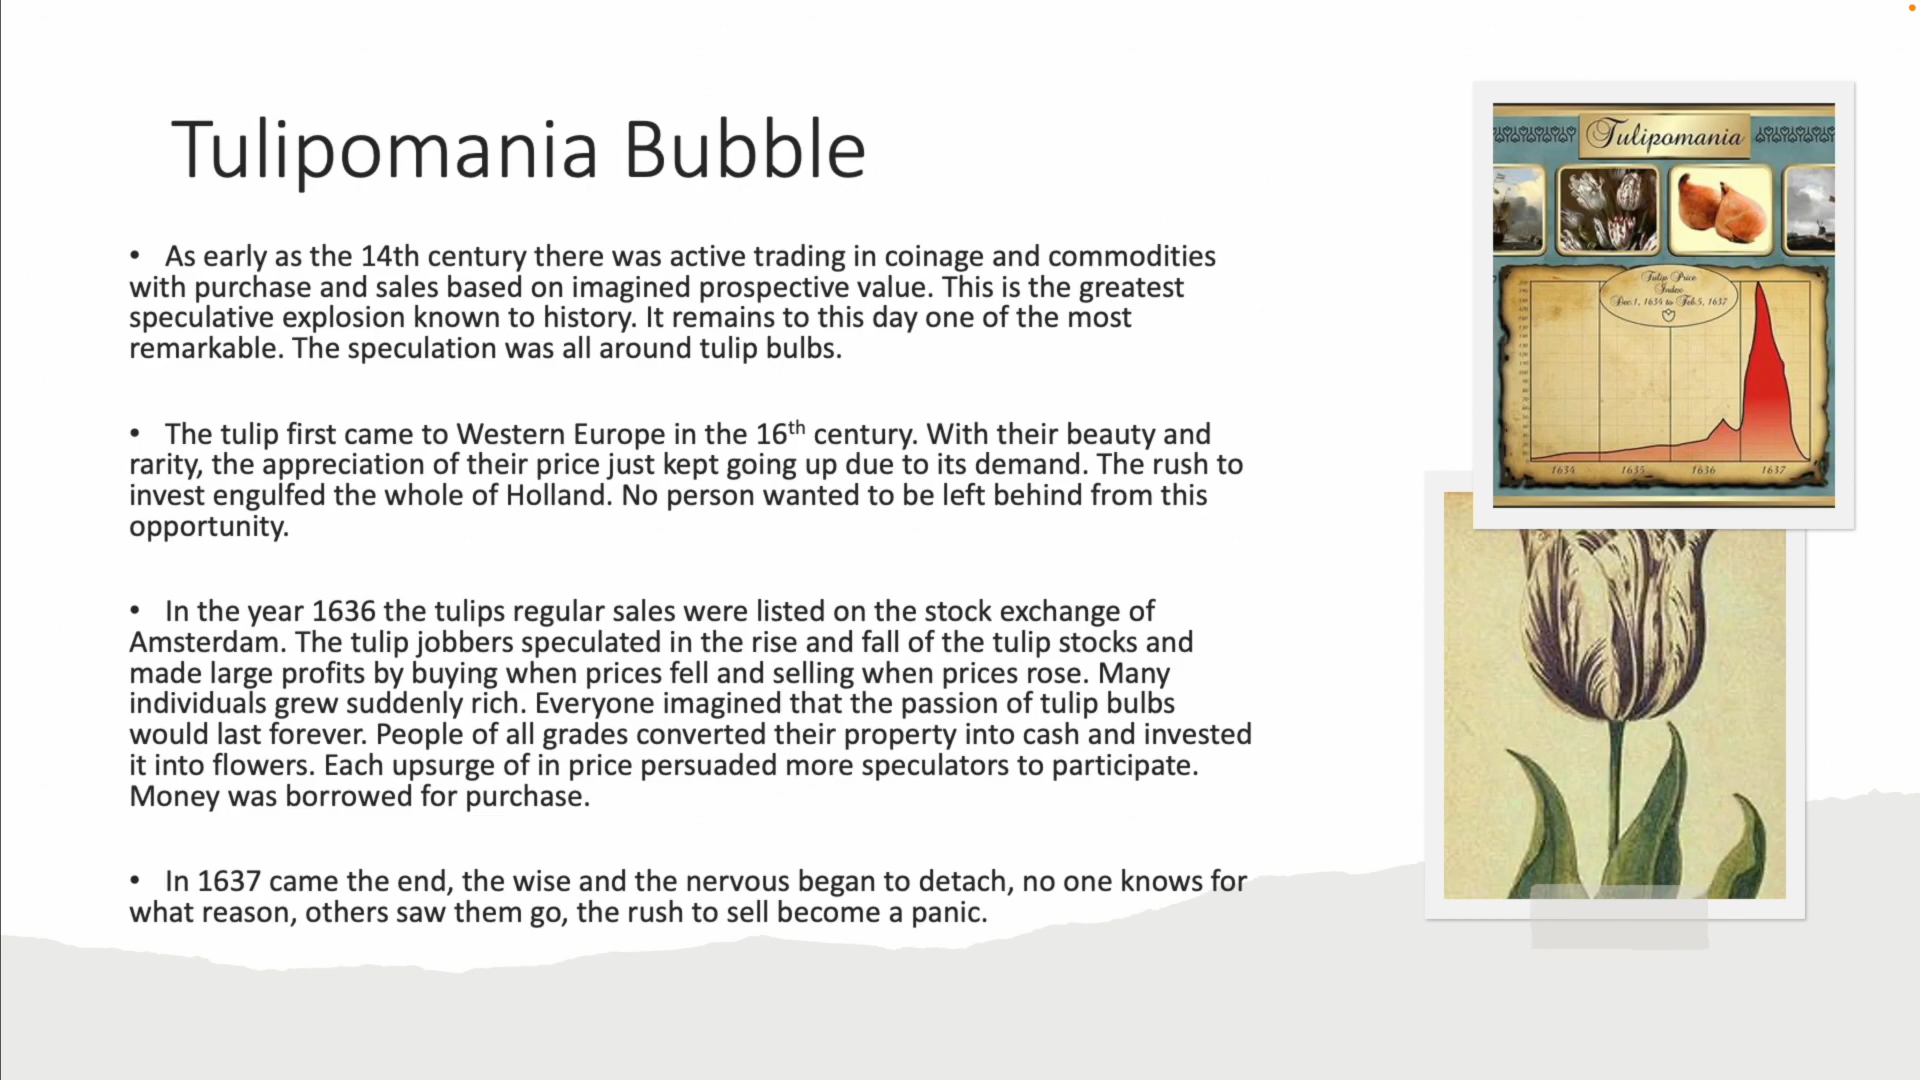 Tulipomania Bubble
• As early as the 14th century there was active trading in coinage and commodities
with purchase and sales based on imagined prospective value. This is the greatest
speculative explosion known to history. It remains to this day one of the most
remarkable. The speculation was all around tulip bulbs.
• The tulip first came to Western Europe in the 16th century. With their beauty and
rarity, the appreciation of their price just kept going up due to its demand. The rush to
invest engulfed the whole of Holland. No person wanted to be left behind from this
opportunity.
• In the year 1636 the tulips regular sales were listed on the stock exchange of
Amsterdam. The tulip jobbers speculated in the rise and fall of the tulip stocks and
made large profits by buying when prices fell and selling when prices rose. Many
individuals grew suddenly rich. Everyone imagined that the passion of tulip bulbs
would last forever. People of all grades converted their property into cash and invested
it into flowers. Each upsurge of in price persuaded more speculators to participate.
Money was borrowed for purchase.
• In 1637 came the end, the wise and the nervous began to detach, no one knows for
what reason, others saw them go, the rush to sell become a panic.
Tulipomania
Tulip Price
Index
Dec.1, 1634 to Feb.5, 1637
1634 1635 1636 1637